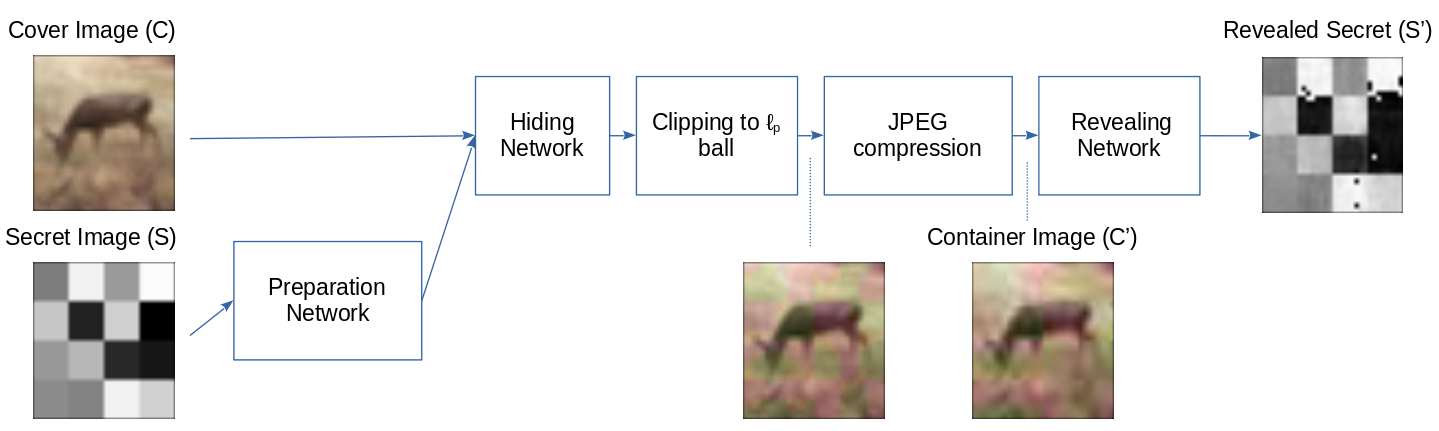 Cover Image (C)
Revealed Secret (S’)
Hiding
Network
Clipping to ℓₚ
ball
JPEG
compression
Revealing
Network
Secret Image (S)
Preparation
Network
Container Image (C’)